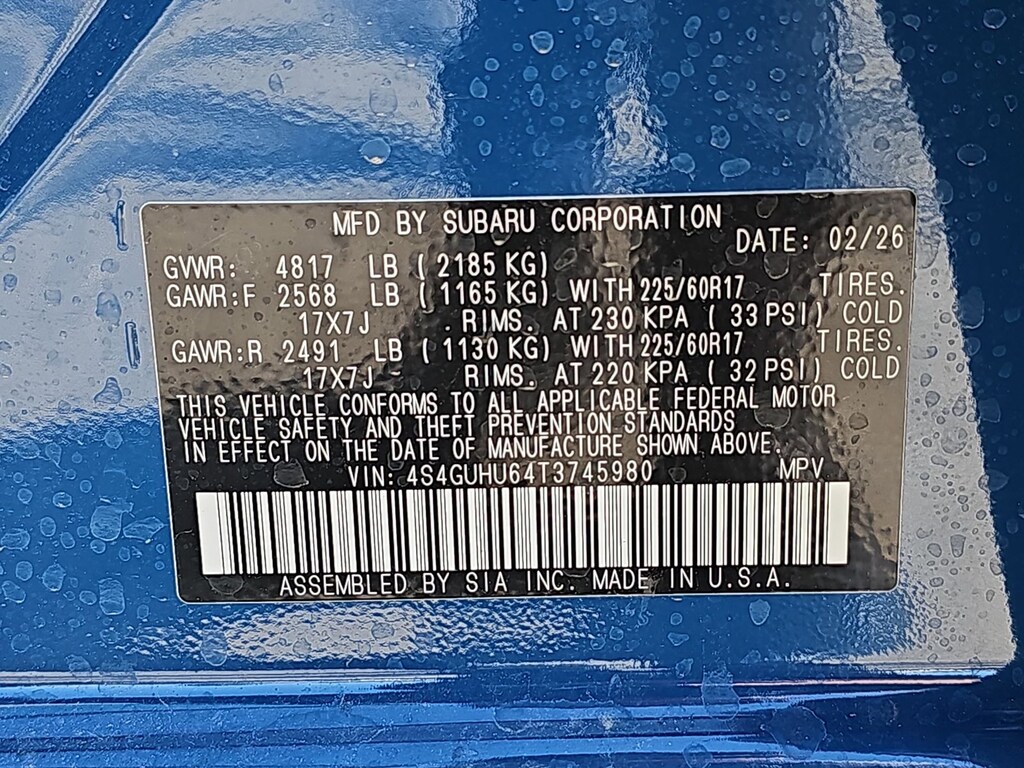 MFD BY SUBARU CORPORATION
DATE: 02/26
GVWR: 4817 LB (2185 KG)
GAWR:F 2568 LB (1165 KG) WITH 225/60R17 TIRES.
17X7J . RIMS. AT 230 KPA (33 PSI) COLD
GAWR:R 2491 LB (1130 KG) WITH 225/60R17 TIRES.
17X7J RIMS. AT 220 KPA (32 PSI) COLD
THIS VEHICLE CONFORMS TO ALL APPLICABLE FEDERAL MOTOR
VEHICLE SAFETY AND THEFT PREVENTION STANDARDS
IN EFFECT ON THE DATE OF MANUFACTURE SHOWN ABOVE.
VIN: 4S4GUHU64T3745980 MPV
ASSEMBLED BY SIA INC. MADE IN U.S.A.